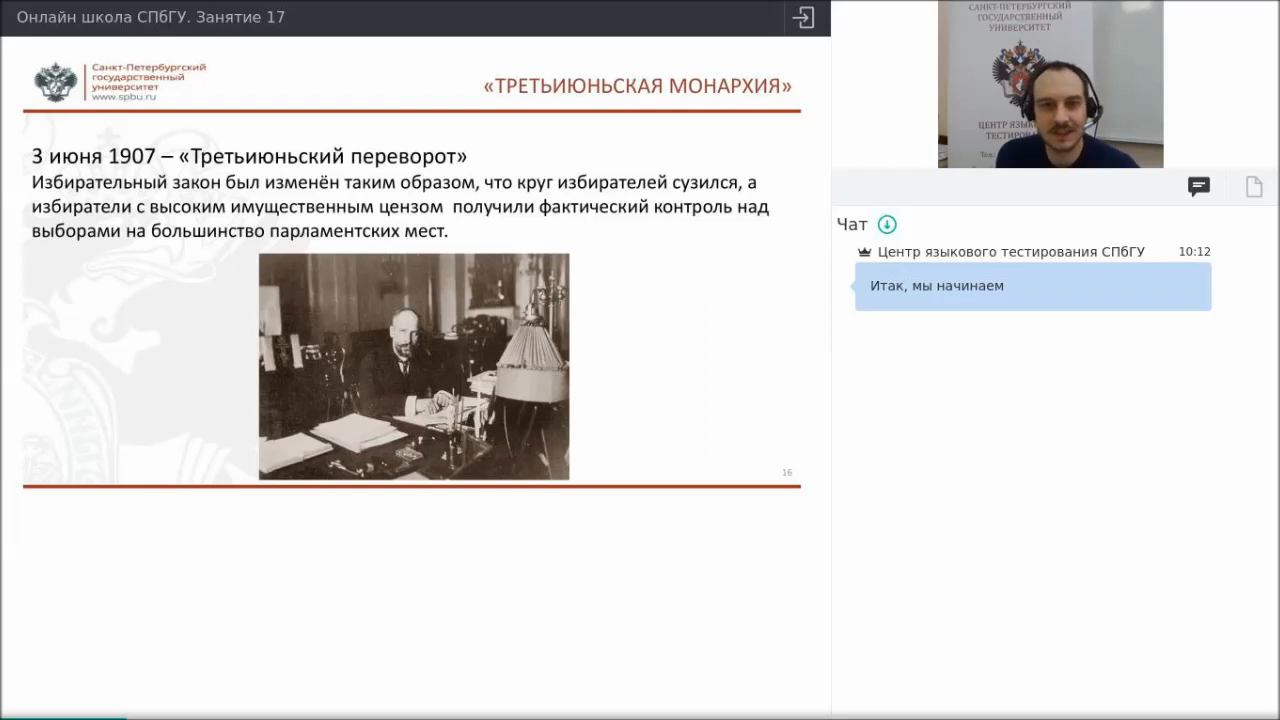 Онлайн школа СПбГУ. Занятие 17
Санкт-Петербургский
государственный
университет
www.spbu.ru
«ТРЕТЬИЮНЬСКАЯ МОНАРХИЯ»
3 июня 1907 – «Третьиюньский переворот»
Избирательный закон был изменён таким образом, что круг избирателей сузился, а
избиратели с высоким имущественным цензом получили фактический контроль над
выборами на большинство парламентских мест.
16
САНКТ-ПЕТЕРБУРГСКИЙ
ГОСУДАРСТВЕННЫЙ
УНИВЕРСИТЕТ
ЦЕНТР
Чат
Центр языкового тестирования СПбГУ
10:12
Итак, мы начинаем